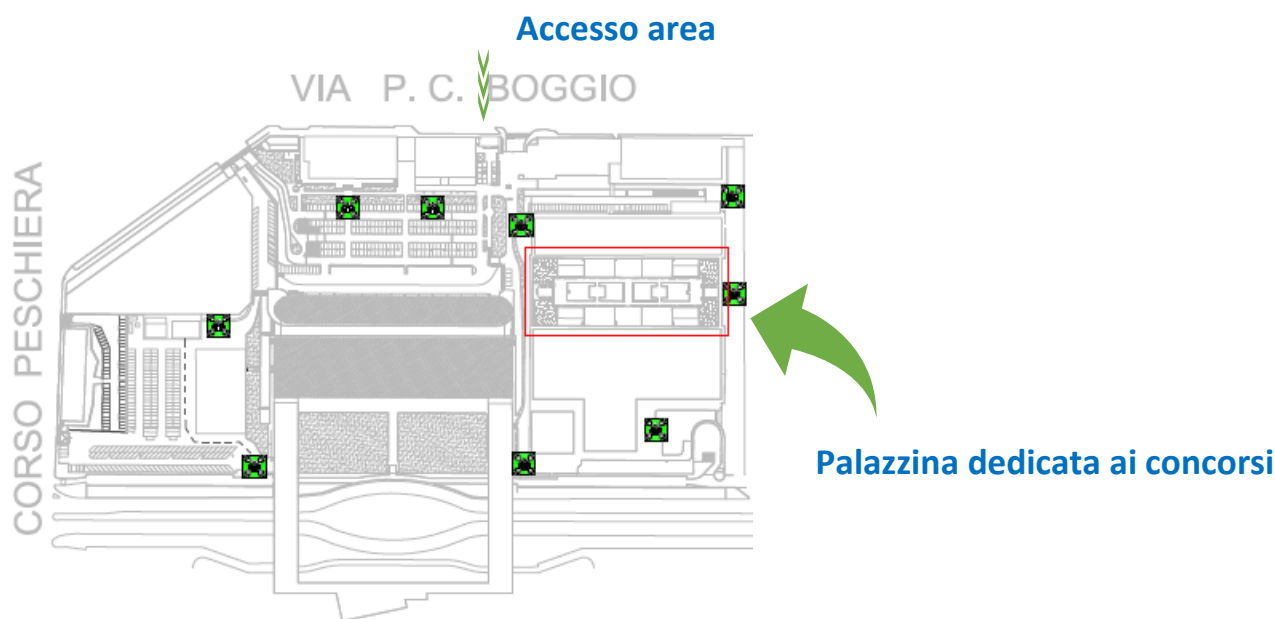 Accesso area
VIA P. C. BOGGIO
CORSO PESCHIERA
Palazzina dedicata ai concorsi